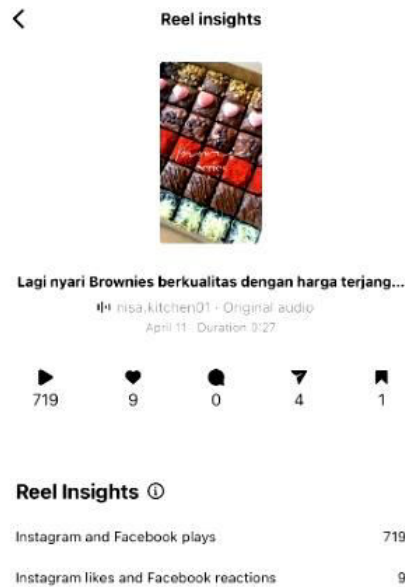 Reel insights
Lagi nyari Brownies berkualitas dengan harga terjang...
nisa.kitchen01 · Original audio
April 11 · Duration 0:27
719 9 0 4 1
Reel Insights
Instagram and Facebook plays 719
Instagram likes and Facebook reactions 9